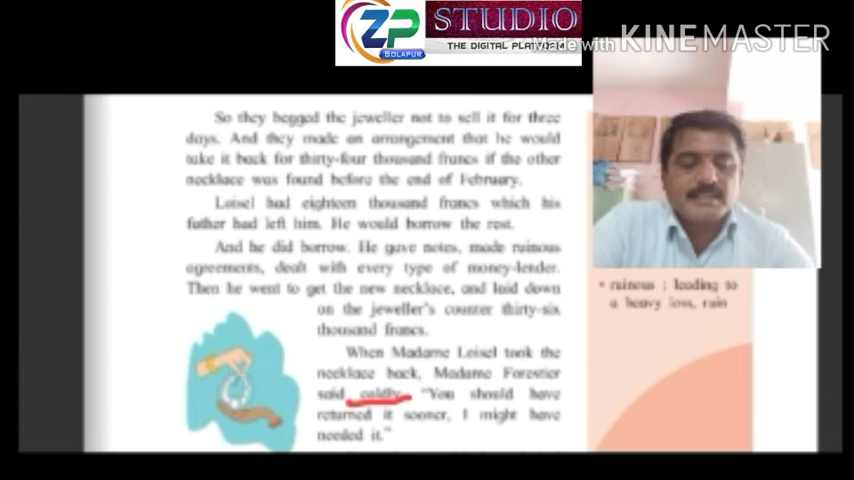 ZP
SOLAPUR
STUDIO
THE DIGITAL PLATFORM
Made with KINEMASTER
So they begged the jeweller not to sell it for three
days. And they made an arrangement that he would
take it back for thirty-four thousand francs if the other
necklace was found before the end of February.
Loisel had eighteen thousand francs which his
father had left him. He would borrow the rest.
And he did borrow. He gave notes, made ruinous
agreements, dealt with every type of money-lender.
Then he went to get the new necklace, and laid down
on the jeweller's counter thirty-six
thousand francs.
When Madame Loisel took the
necklace back, Madame Forestier
said coldly, "You should have
returned it sooner, I might have
needed it."
• ruinous : leading to
a heavy loss, ruin